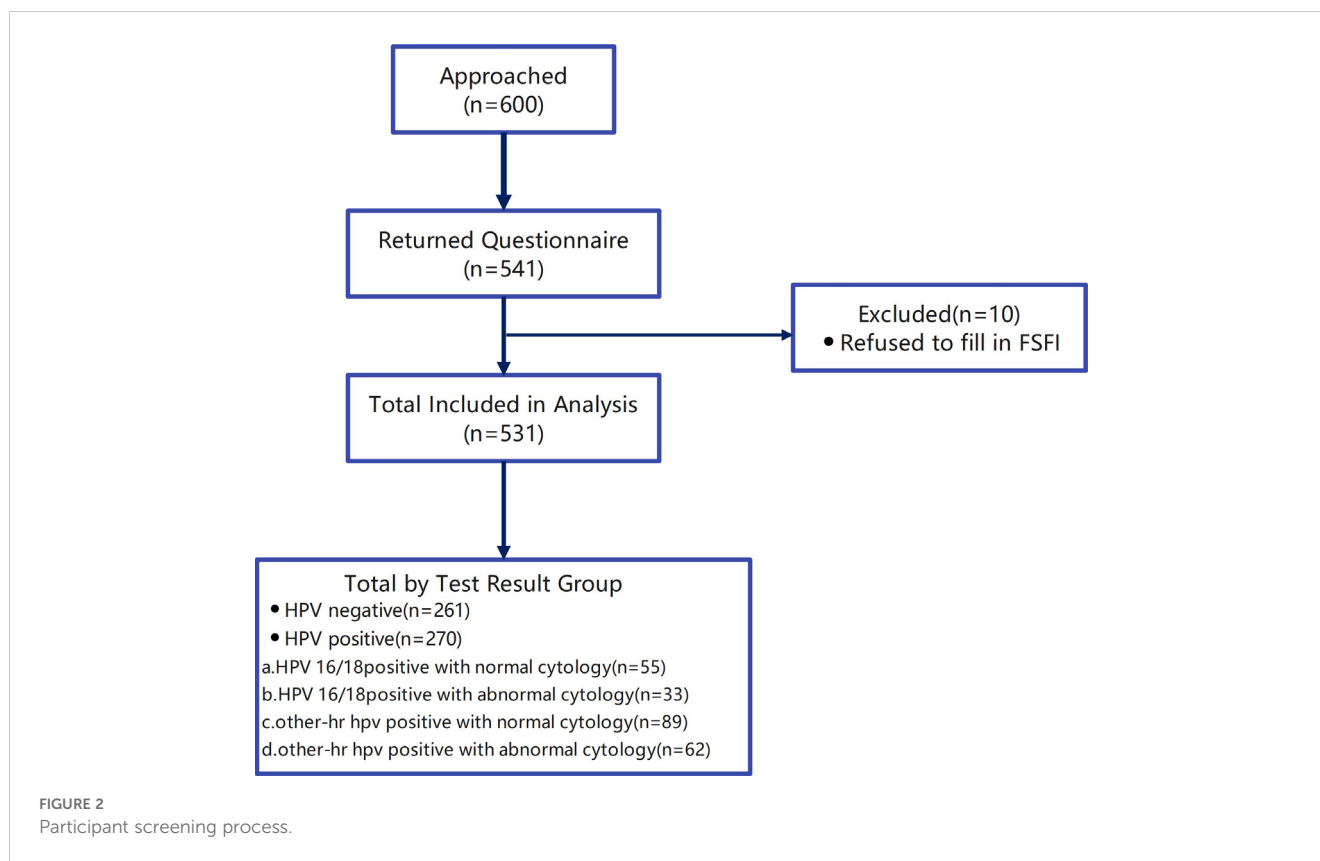 Approached
(n=600)
Returned Questionnaire
(n=541)
Excluded(n=10)
• Refused to fill in FSFI
Total Included in Analysis
(n=531)
Total by Test Result Group
• HPV negative(n=261)
• HPV positive(n=270)
a.HPV 16/18positive with normal cytology(n=55)
b.HPV 16/18positive with abnormal cytology(n=33)
c.other-hr hpv positive with normal cytology(n=89)
d.other-hr hpv positive with abnormal cytology(n=62)
FIGURE 2
Participant screening process.